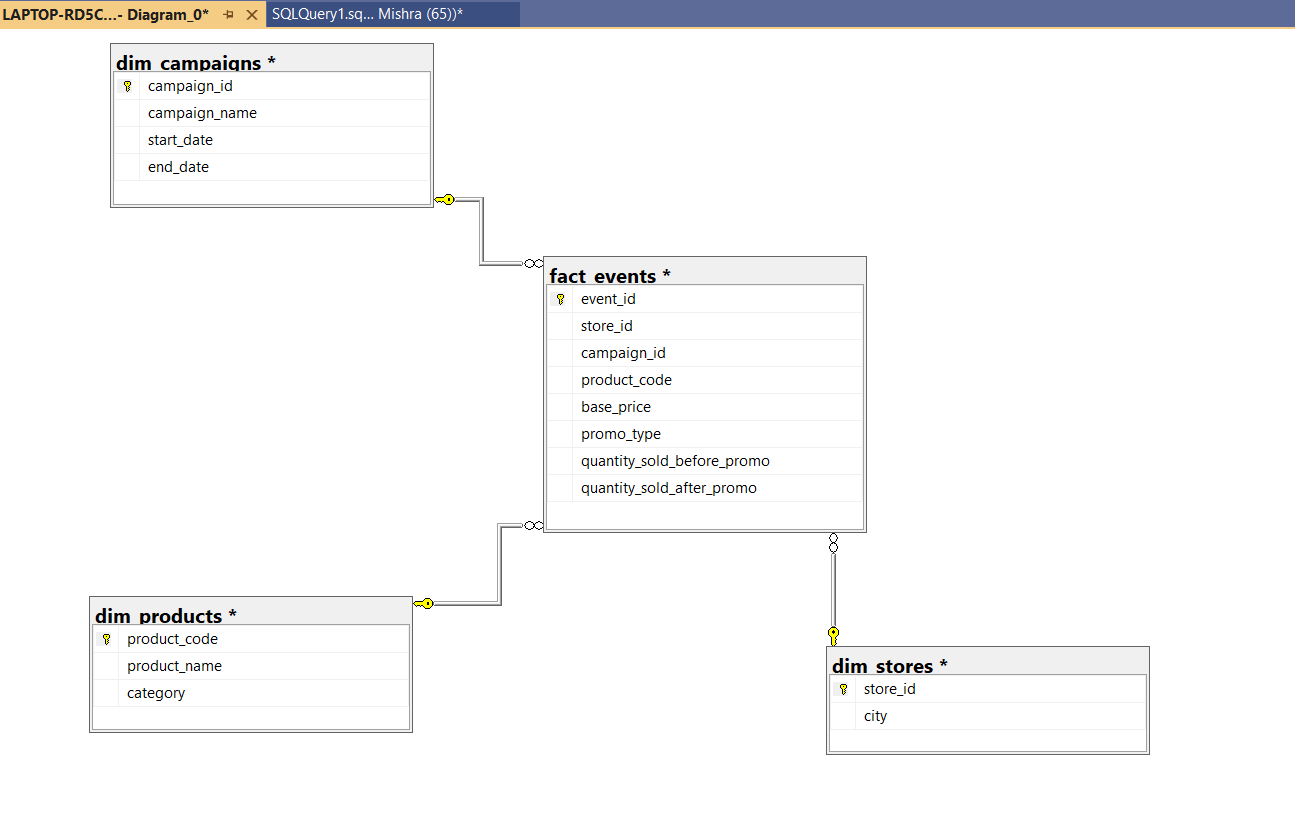 LAPTOP-RD5C...- Diagram_0*
SQLQuery1.sq... Mishra (65))*
dim_campaigns *
campaign_id
campaign_name
start_date
end_date
fact_events *
event_id
store_id
campaign_id
product_code
base_price
promo_type
quantity_sold_before_promo
quantity_sold_after_promo
dim_products *
product_code
product_name
category
dim_stores *
store_id
city